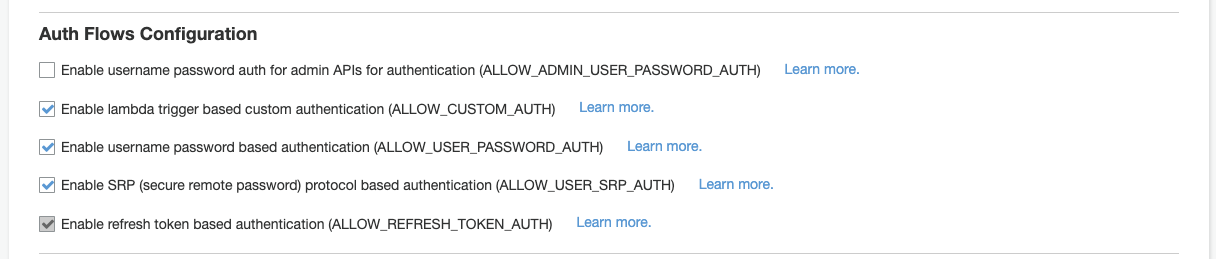 Auth Flows Configuration
Enable username password auth for admin APIs for authentication (ALLOW_ADMIN_USER_PASSWORD_AUTH) Learn more.
Enable lambda trigger based custom authentication (ALLOW_CUSTOM_AUTH) Learn more.
Enable username password based authentication (ALLOW_USER_PASSWORD_AUTH) Learn more.
Enable SRP (secure remote password) protocol based authentication (ALLOW_USER_SRP_AUTH) Learn more.
Enable refresh token based authentication (ALLOW_REFRESH_TOKEN_AUTH) Learn more.